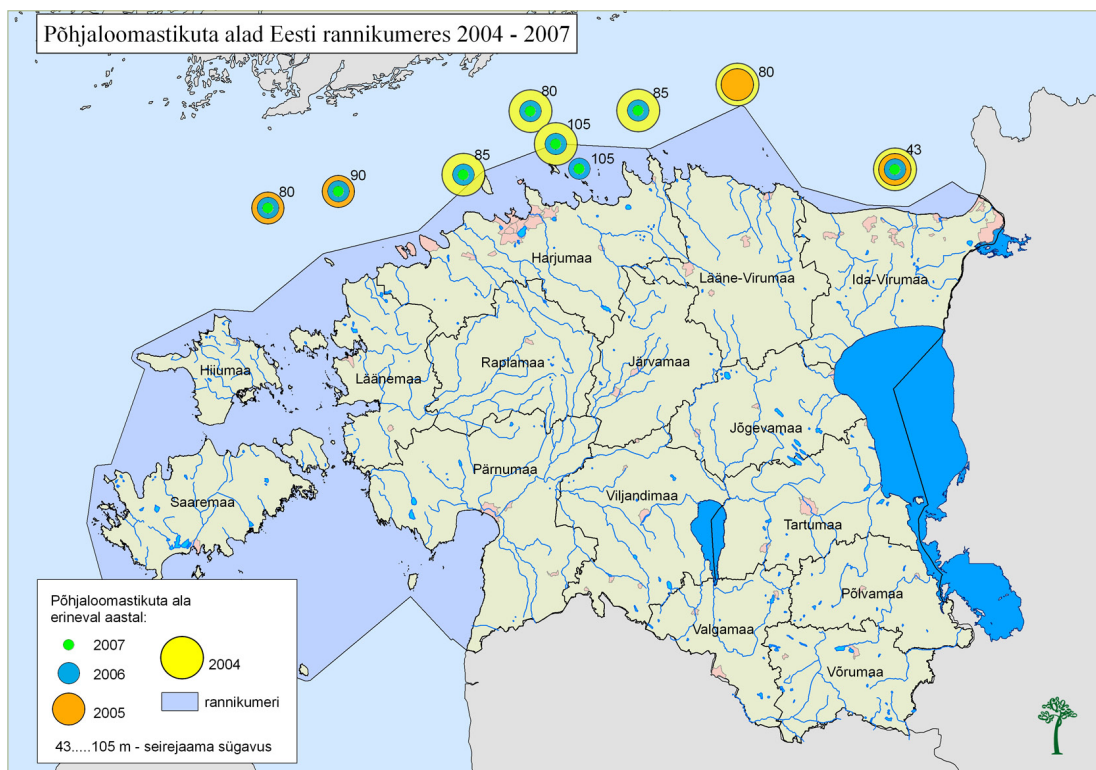 Põhjaloomastikuta alad Eesti rannikumeres 2004 - 2007
80
80
85
105
43
85
105
90
80
Harjumaa
Lääne-Virumaa
Ida-Virumaa
Hiiumaa
Läänemaa
Raplamaa
Järvamaa
Jõgevamaa
Pärnumaa
Viljandimaa
Saaremaa
Tartumaa
Põlvamaa
Valgamaa
Võrumaa
Põhjaloomastikuta ala
erineval aastal:
2007
2006
2005
2004
rannikumeri
43.....105 m - seirejaama sügavus